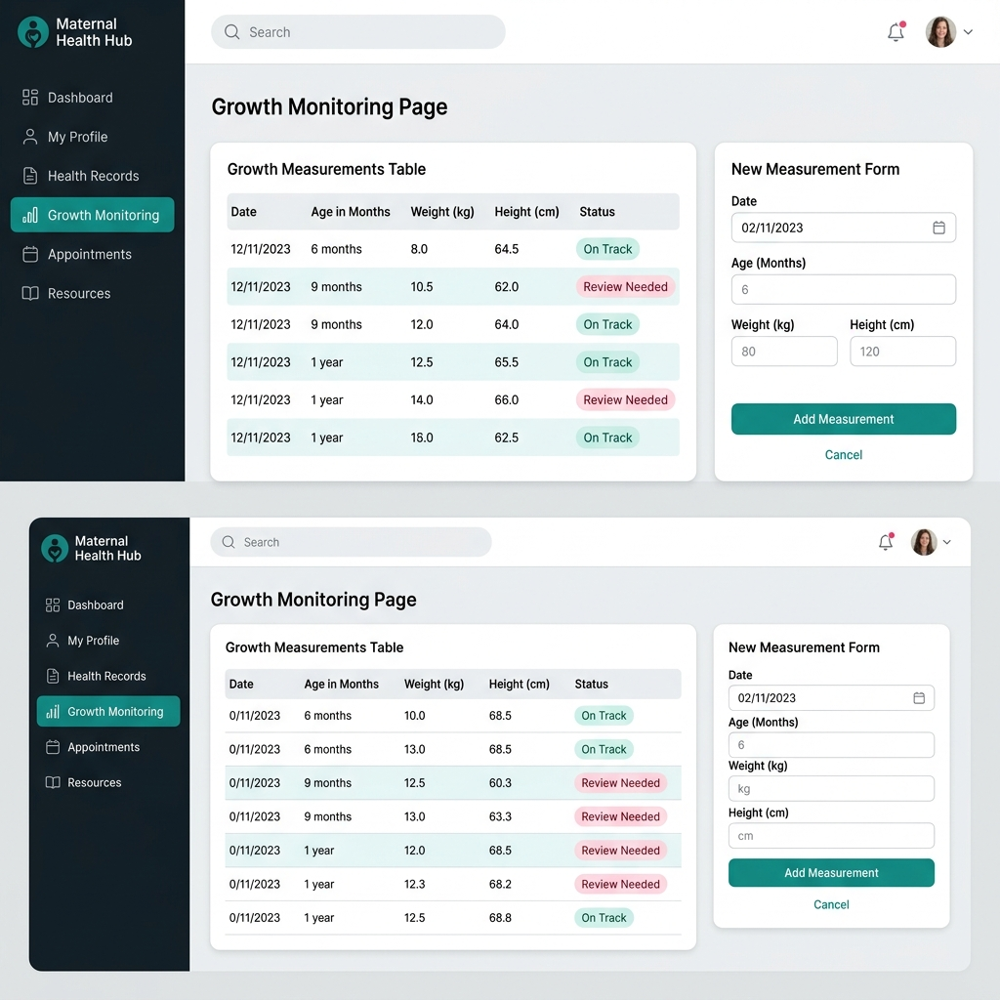 Maternal
Health Hub
Search
Dashboard
My Profile
Health Records
Growth Monitoring
Appointments
Resources
Growth Monitoring Page
Growth Measurements Table
Date Age in Months Weight (kg) Height (cm) Status
12/11/2023 6 months 8.0 64.5 On Track
12/11/2023 9 months 10.5 62.0 Review Needed
12/11/2023 9 months 12.0 64.0 On Track
12/11/2023 1 year 12.5 65.5 On Track
12/11/2023 1 year 14.0 66.0 Review Needed
12/11/2023 1 year 18.0 62.5 On Track
New Measurement Form
Date
02/11/2023
Age (Months)
6
Weight (kg) Height (cm)
80 120
Add Measurement
Cancel
Maternal
Health Hub
Search
Dashboard
My Profile
Health Records
Growth Monitoring
Appointments
Resources
Growth Monitoring Page
Growth Measurements Table
Date Age in Months Weight (kg) Height (cm) Status
0/11/2023 6 months 10.0 68.5 On Track
0/11/2023 6 months 13.0 68.5 On Track
0/11/2023 9 months 12.5 60.3 Review Needed
0/11/2023 9 months 13.0 63.3 Review Needed
0/11/2023 1 year 12.0 68.5 Review Needed
0/11/2023 1 year 12.3 68.2 Review Needed
0/11/2023 1 year 12.5 68.8 On Track
New Measurement Form
Date
02/11/2023
Age (Months)
6
Weight (kg)
kg
Height (cm)
cm
Add Measurement
Cancel